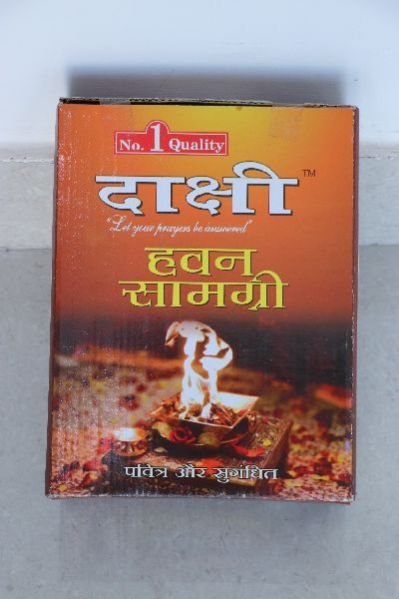 No. 1 Quality
दाक्षी TM
"Let your prayers be answered"
हवन
सामग्री
पवित्र और सुगंधित